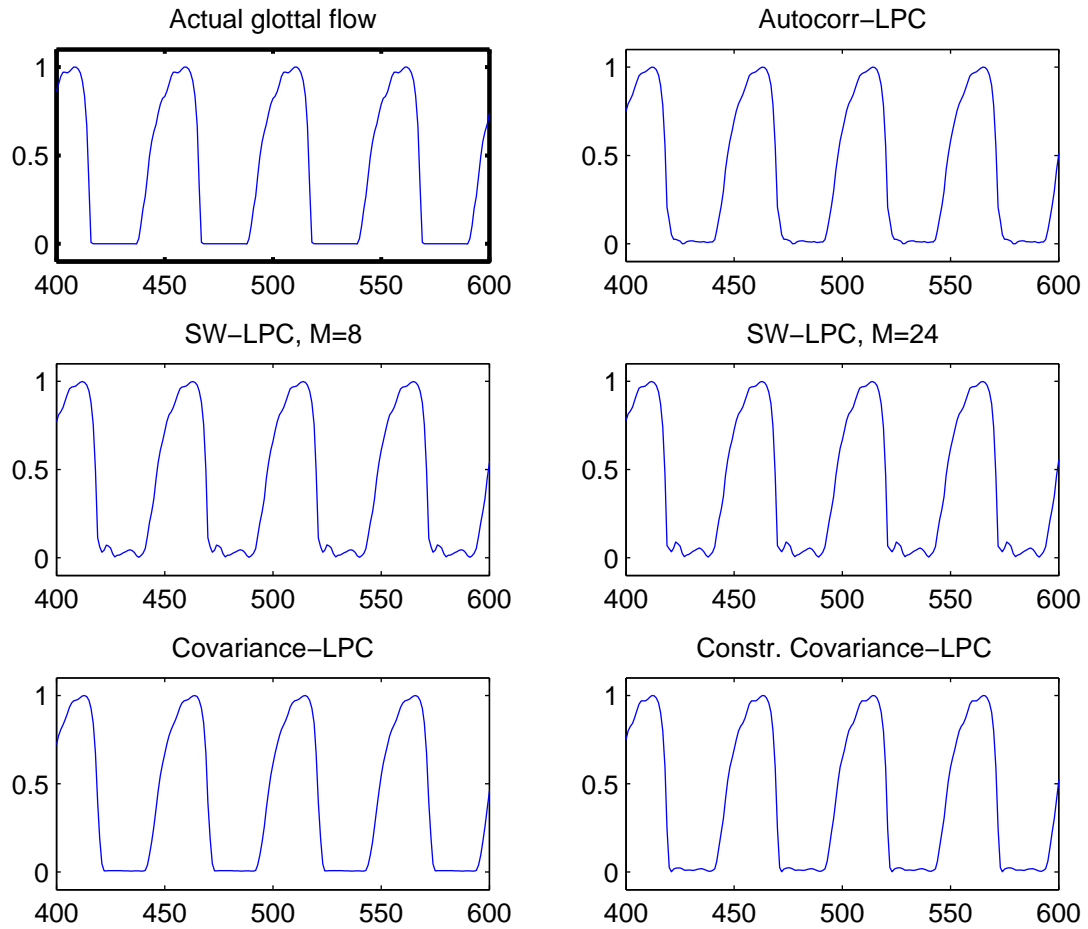 Actual glottal flow
1
0.5
0
400 450 500 550 600
Autocorr−LPC
1
0.5
0
400 450 500 550 600
SW−LPC, M=8
1
0.5
0
400 450 500 550 600
SW−LPC, M=24
1
0.5
0
400 450 500 550 600
Covariance−LPC
1
0.5
0
400 450 500 550 600
Constr. Covariance−LPC
1
0.5
0
400 450 500 550 600